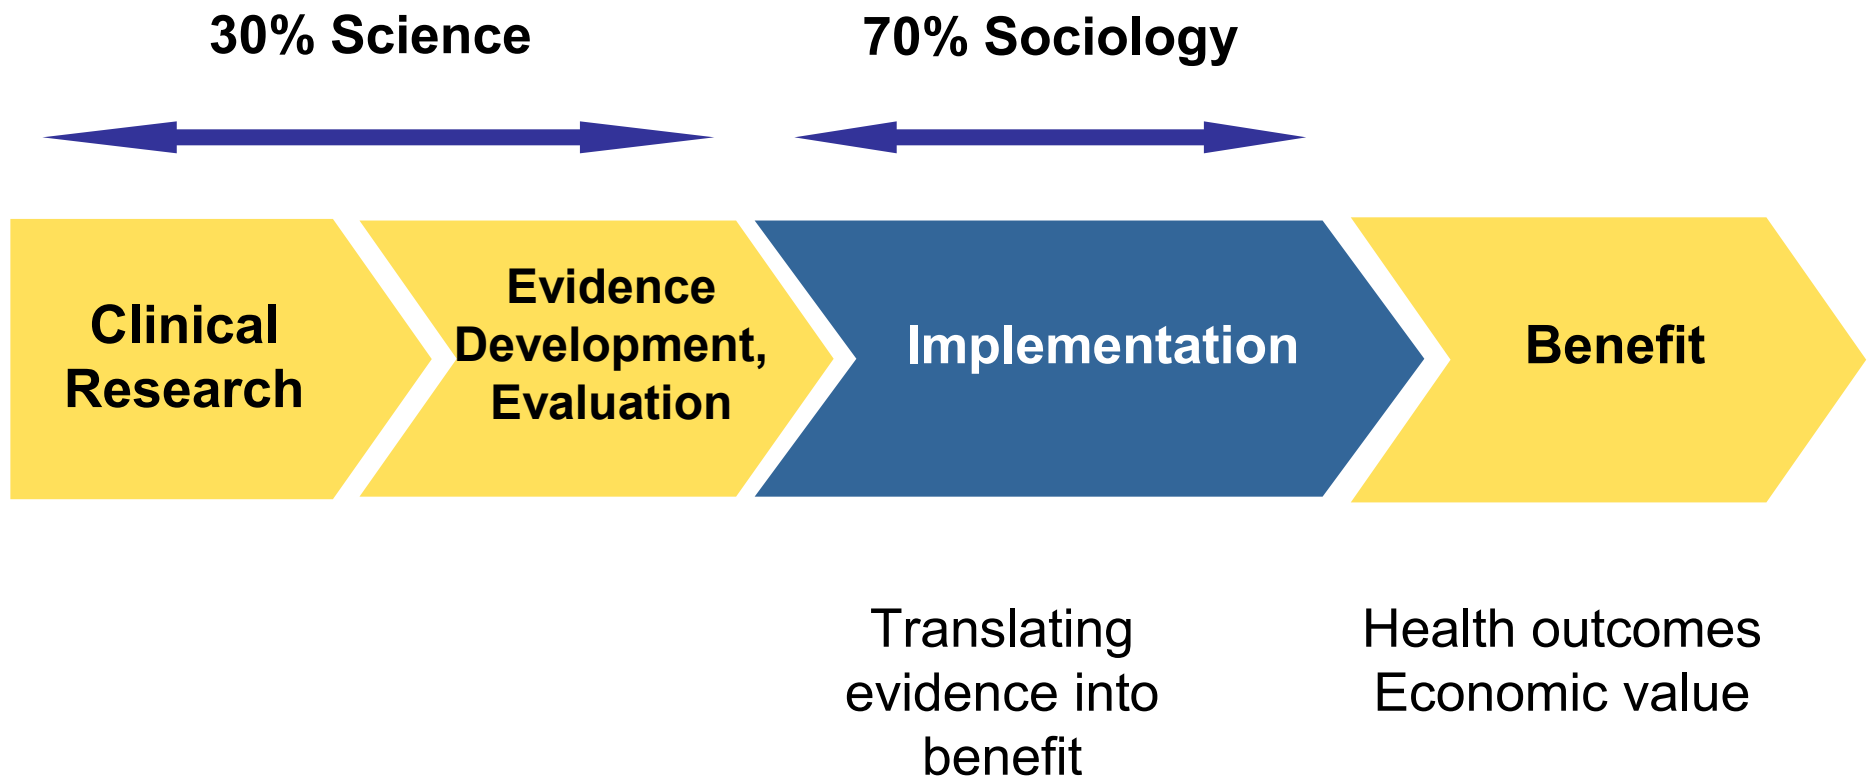 30% Science
70% Sociology
Clinical
Research
Evidence
Development,
Evaluation
Implementation
Benefit
Translating
evidence into
benefit
Health outcomes
Economic value